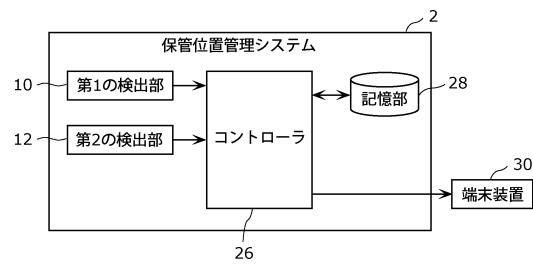 2
保管位置管理システム
10
第1の検出部
12
第2の検出部
コントローラ
記憶部
28
30
端末装置
26